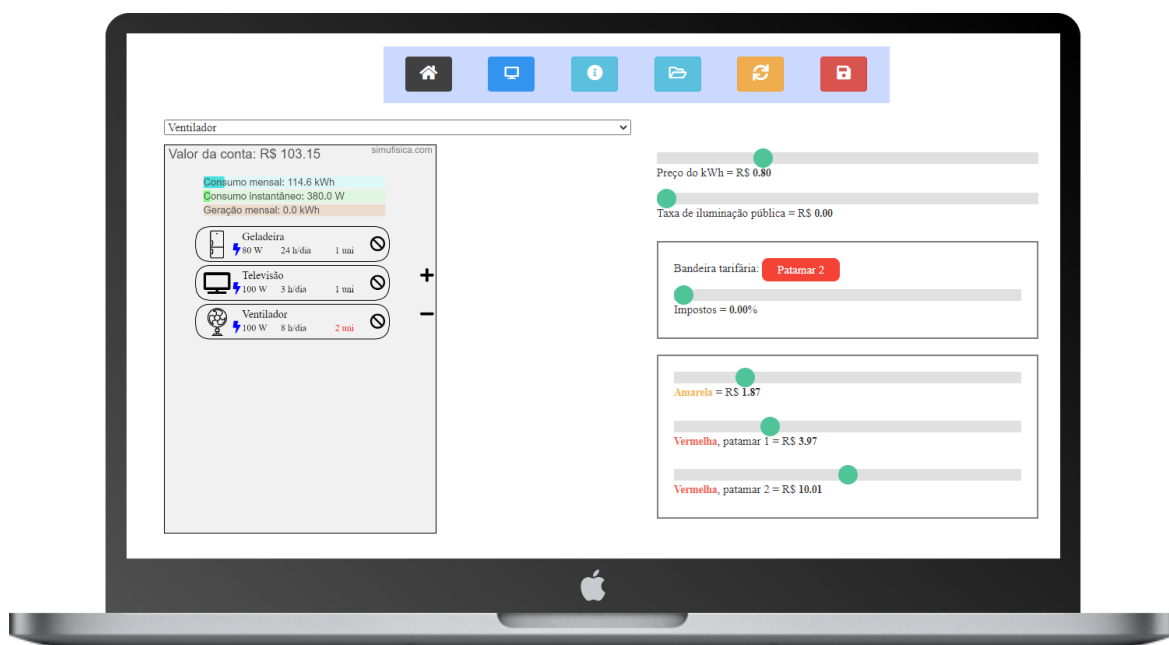 Ventilador
Valor da conta: R$ 103.15
simufisica.com
Consumo mensal: 114.6 kWh
Consumo instantâneo: 380.0 W
Geração mensal: 0.0 kWh
Geladeira
80 W 24 h/dia 1 uni
Televisão
100 W 3 h/dia 1 uni
Ventilador
100 W 8 h/dia 2 uni
Preço do kWh = R$ 0.80
Taxa de iluminação pública = R$ 0.00
Bandeira tarifária: Patamar 2
Impostos = 0.00%
Amarela = R$ 1.87
Vermelha, patamar 1 = R$ 3.97
Vermelha, patamar 2 = R$ 10.01